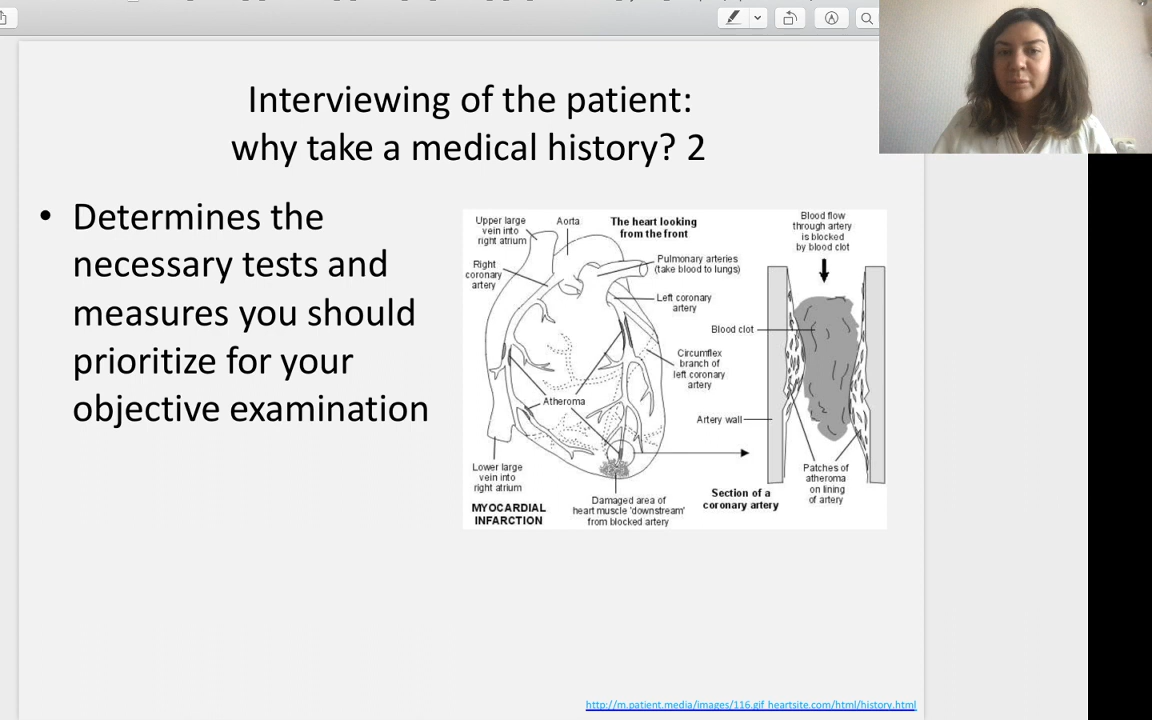 Interviewing of the patient:
why take a medical history? 2
• Determines the
necessary tests and
measures you should
prioritize for your
objective examination
Upper large
vein into
right atrium
Aorta
The heart looking
from the front
Right
coronary
artery
Pulmonary arteries
(take blood to lungs)
Left coronary
artery
Circumflex
branch of
left coronary
artery
Atheroma
Lower large
vein into
right atrium
MYOCARDIAL
INFARCTION
Damaged area of
heart muscle 'downstream'
from blocked artery
Blood flow
through artery
is blocked
by blood clot
Blood clot
Artery wall
Section of a
coronary artery
Patches of
atheroma
on lining
of artery
http://m.patient.media/images/116.gif heartsite.com/html/history.html